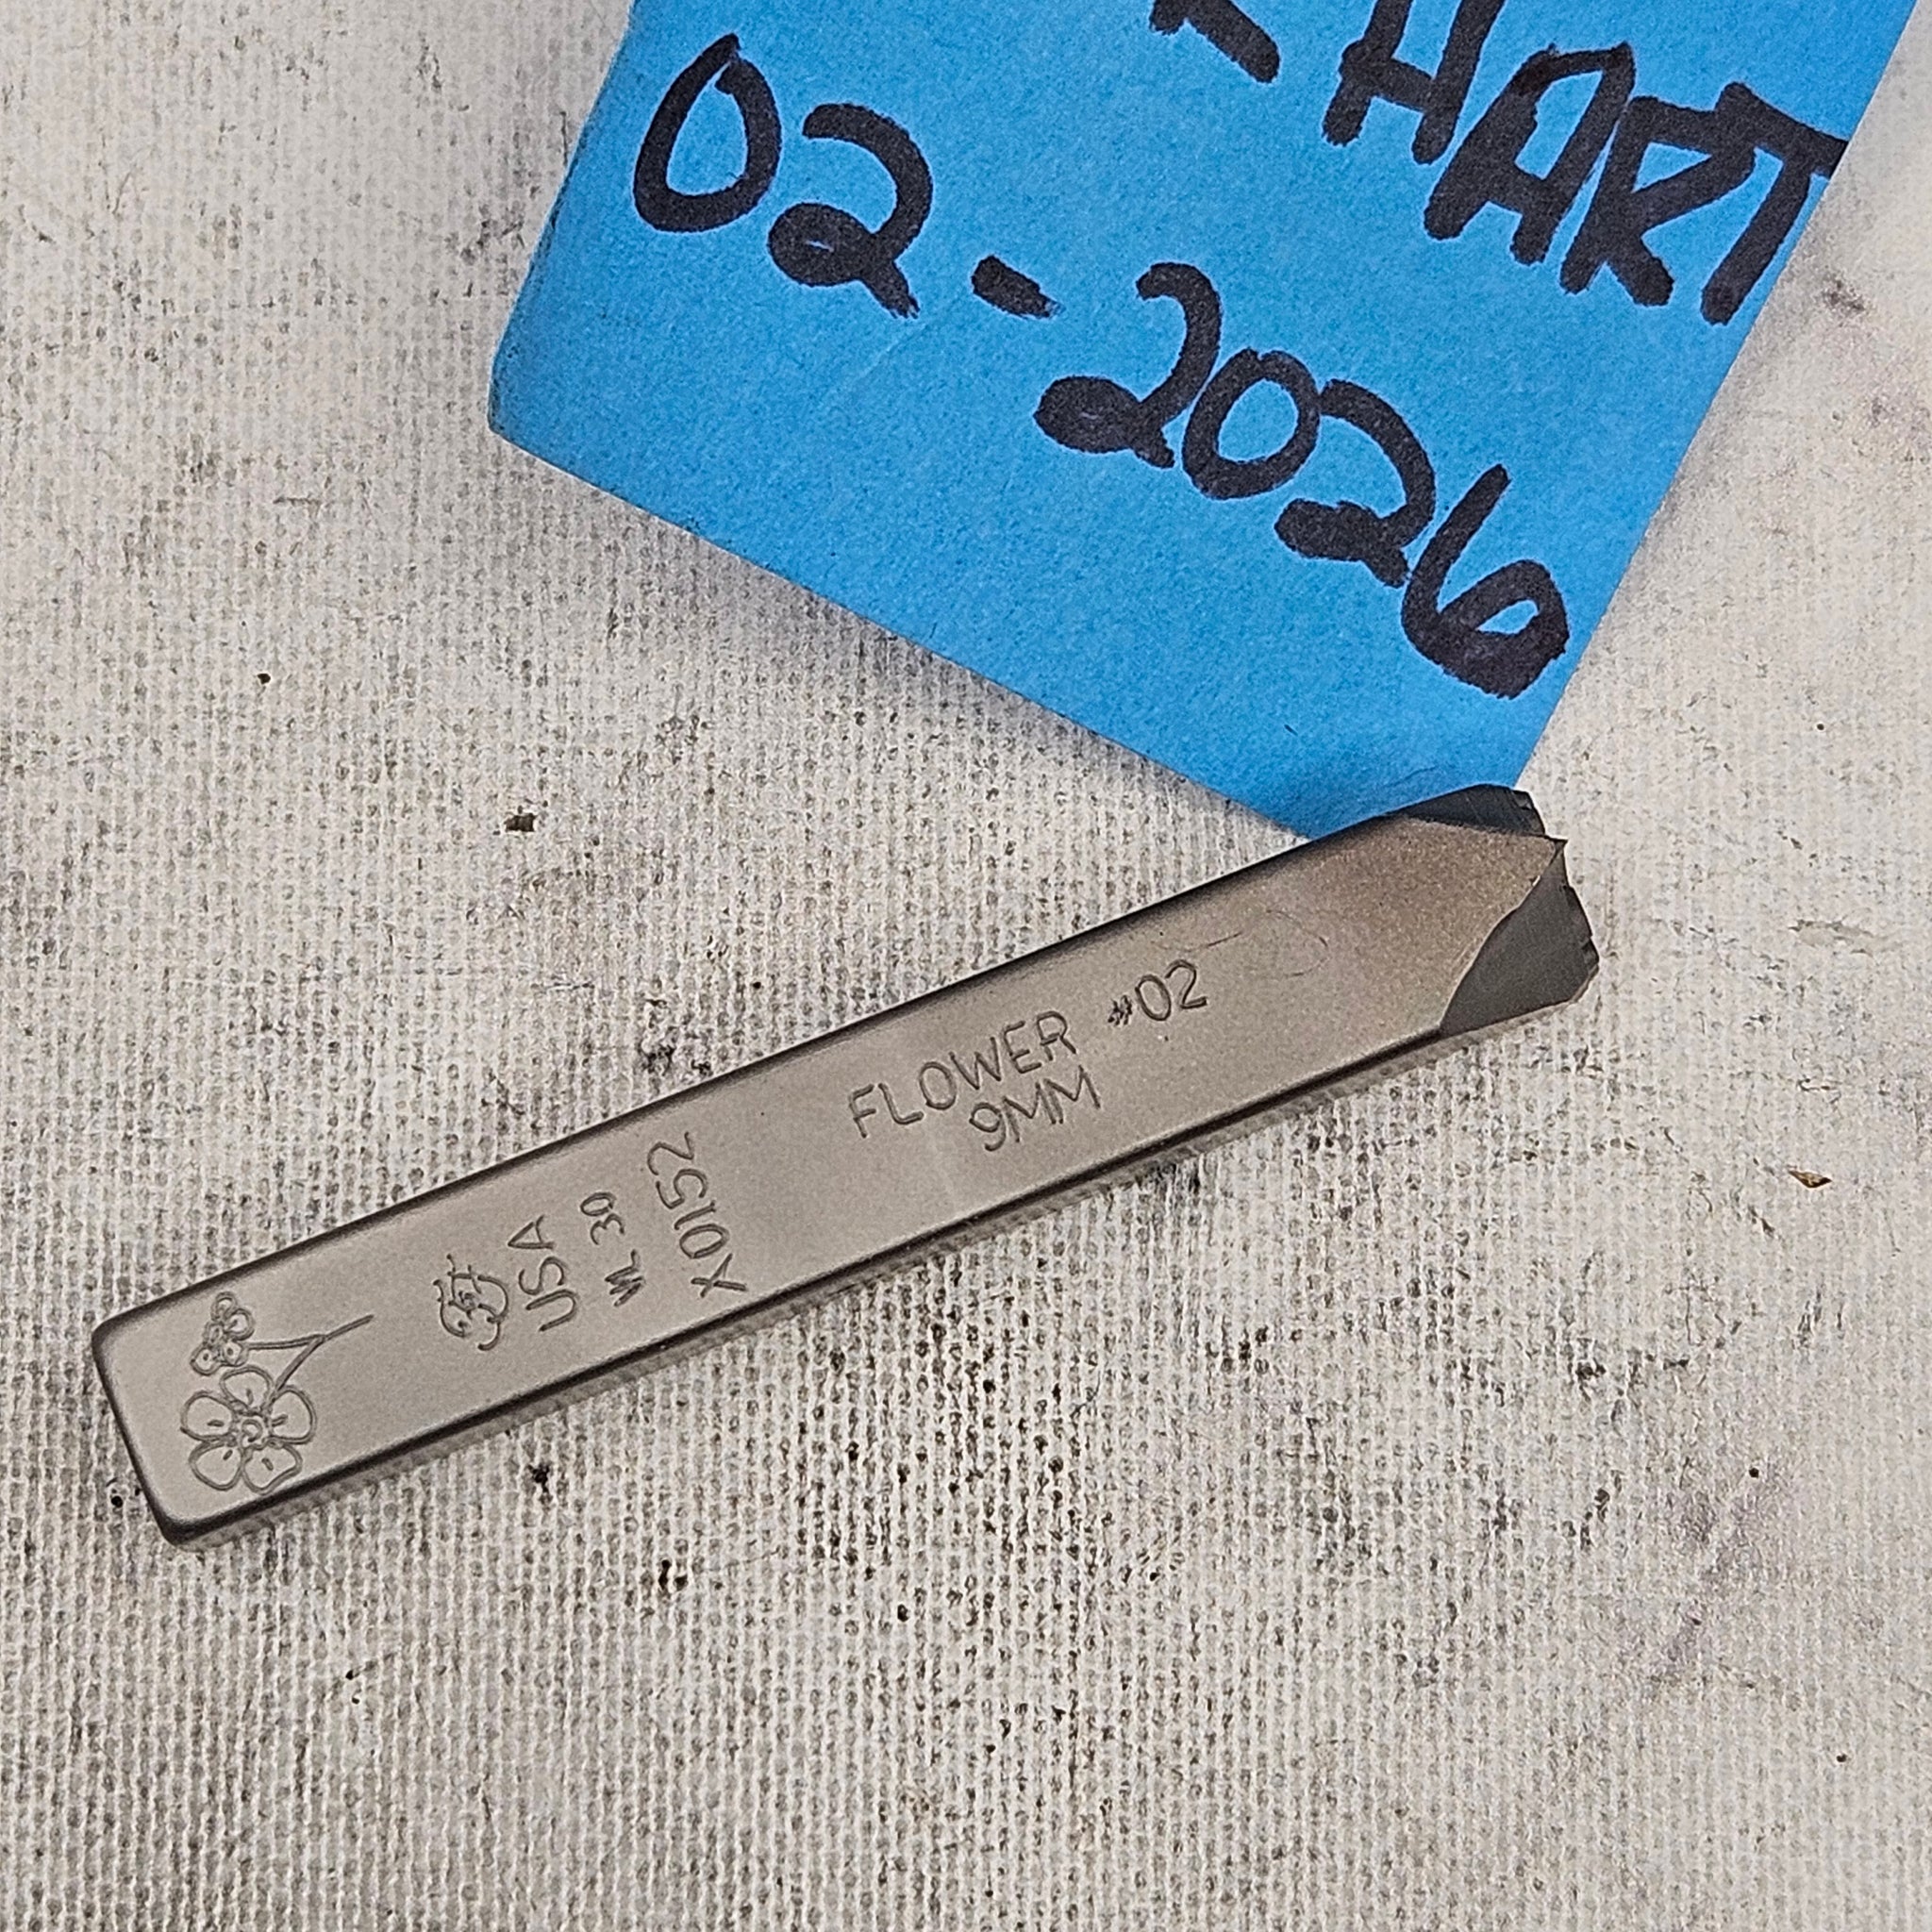 - HART
02-2026
FLOWER #02
9MM
USA
WL 30
X0152